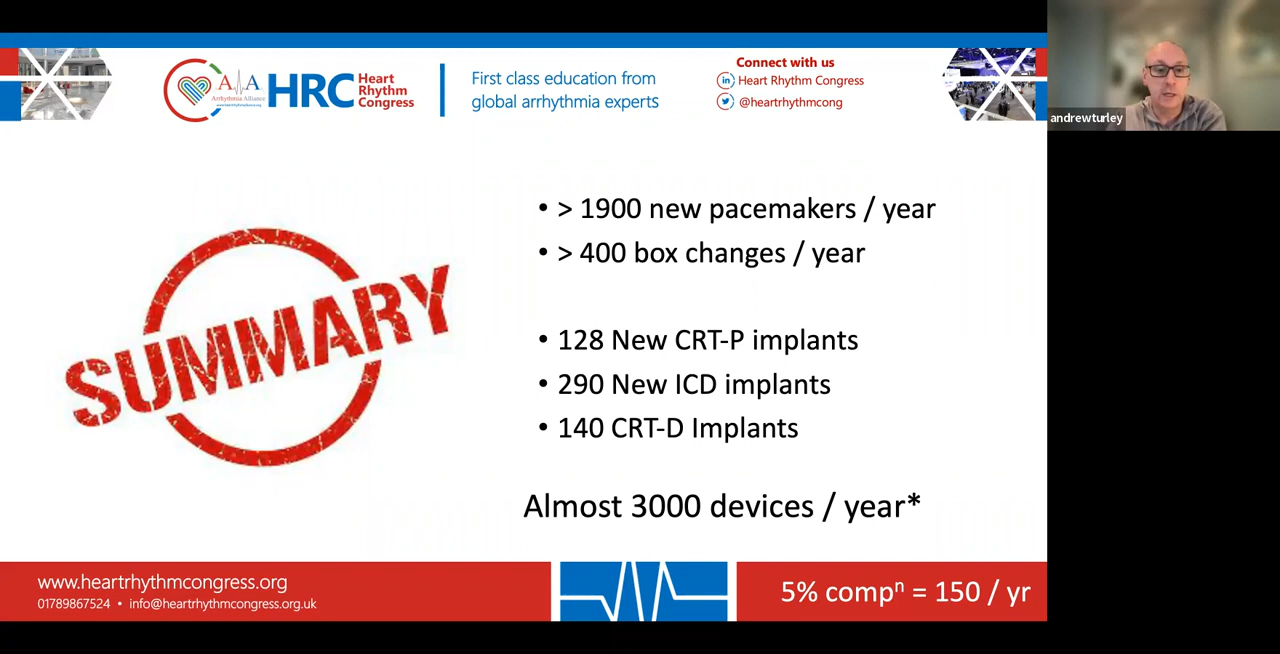 Arrhythmia Alliance
HRC
Heart
Rhythm
Congress
First class education from
global arrhythmia experts
Connect with us
Heart Rhythm Congress
@heartrhythmcong
andrewturley
SUMMARY
• > 1900 new pacemakers / year
• > 400 box changes / year
• 128 New CRT-P implants
• 290 New ICD implants
• 140 CRT-D Implants
Almost 3000 devices / year*
www.heartrhythmcongress.org
01789867524 • info@heartrhythmcongress.org.uk
5% compⁿ = 150 / yr